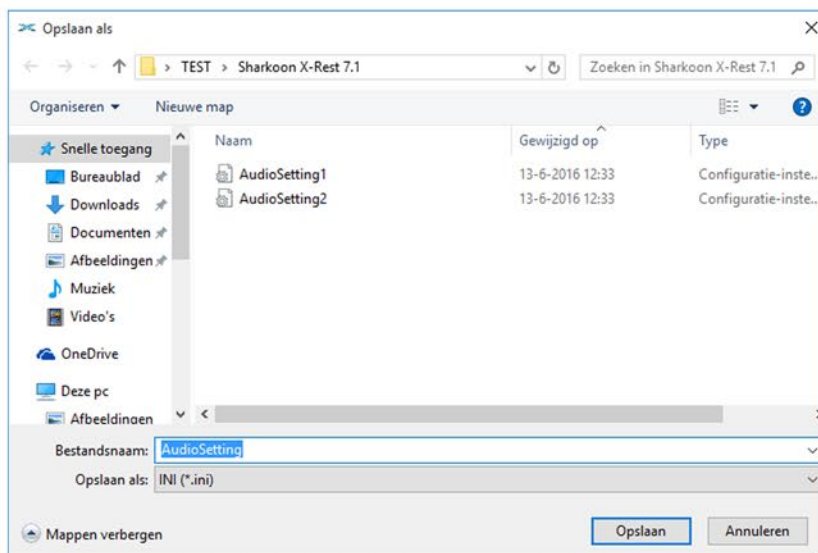 Opslaan als
TEST > Sharkoon X-Rest 7.1
Zoeken in Sharkoon X-Rest 7.1
Organiseren
Nieuwe map
Naam
Gewijzigd op
Type
Snelle toegang
Bureaublad
Downloads
Documenten
Afbeeldingen
Muziek
Video's
OneDrive
Deze pc
Afbeeldingen
AudioSetting1 13-6-2016 12:33 Configuratie-inste...
AudioSetting2 13-6-2016 12:33 Configuratie-inste...
Bestandsnaam: AudioSetting
Opslaan als: INI (*.ini)
Mappen verbergen
Opslaan
Annuleren